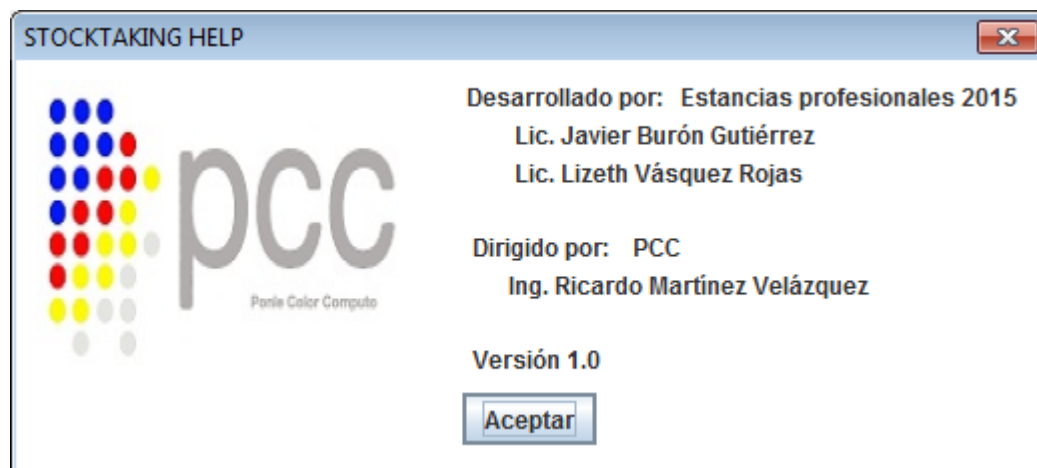 STOCKTAKING HELP
pcc
Ponle Color Computo
Desarrollado por: Estancias profesionales 2015
Lic. Javier Burón Gutiérrez
Lic. Lizeth Vásquez Rojas
Dirigido por: PCC
Ing. Ricardo Martínez Velázquez
Versión 1.0
Aceptar